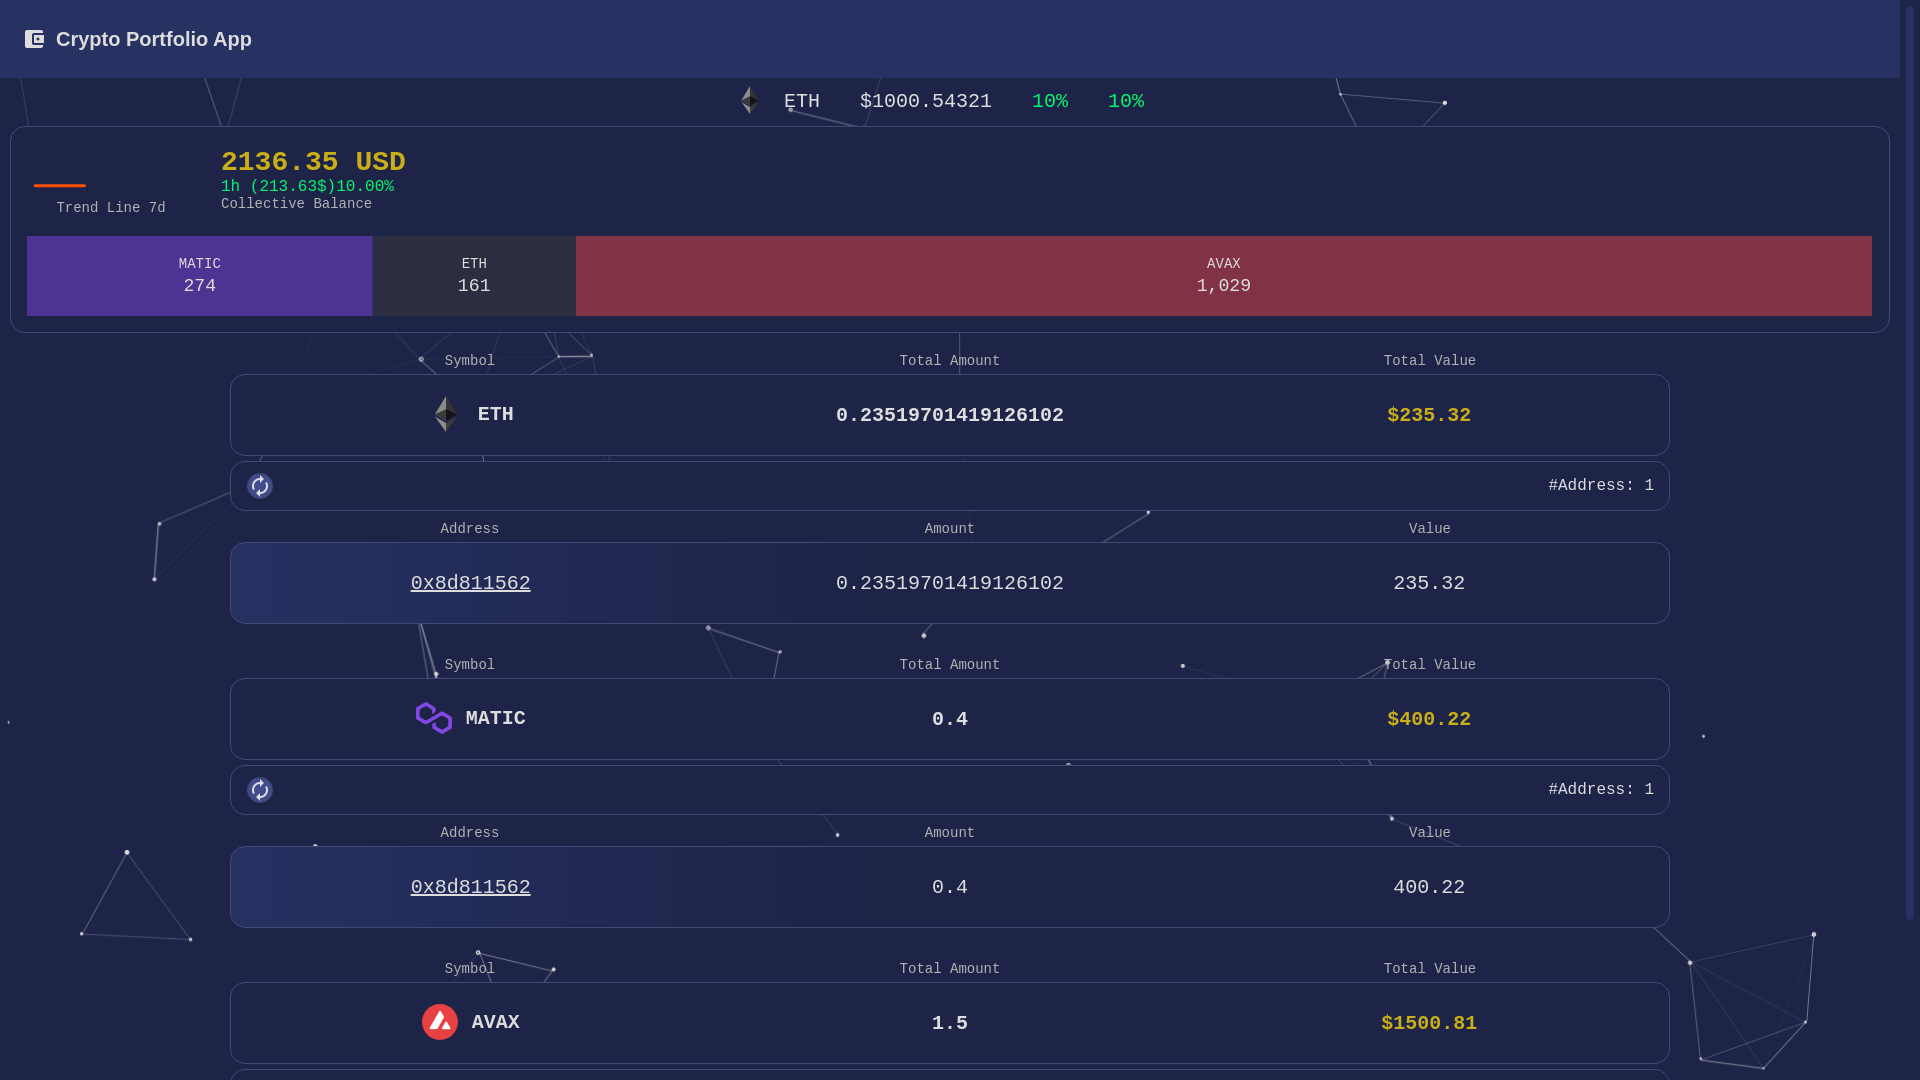 Crypto Portfolio App
ETH $1000.54321 10% 10%
2136.35 USD
1h (213.63$)10.00%
Collective Balance
Trend Line 7d
MATIC
274
ETH
161
AVAX
1,029
Symbol Total Amount Total Value
ETH 0.23519701419126102 $235.32
#Address: 1
Address Amount Value
0x8d811562 0.23519701419126102 235.32
Symbol Total Amount Total Value
MATIC 0.4 $400.22
#Address: 1
Address Amount Value
0x8d811562 0.4 400.22
Symbol Total Amount Total Value
AVAX 1.5 $1500.81